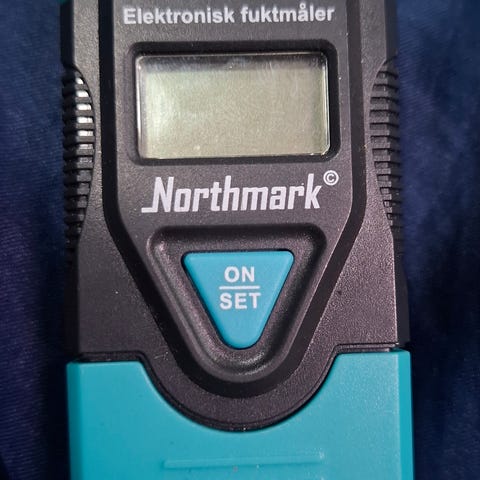 Elektronisk fuktmåler
Northmark©
ON
SET